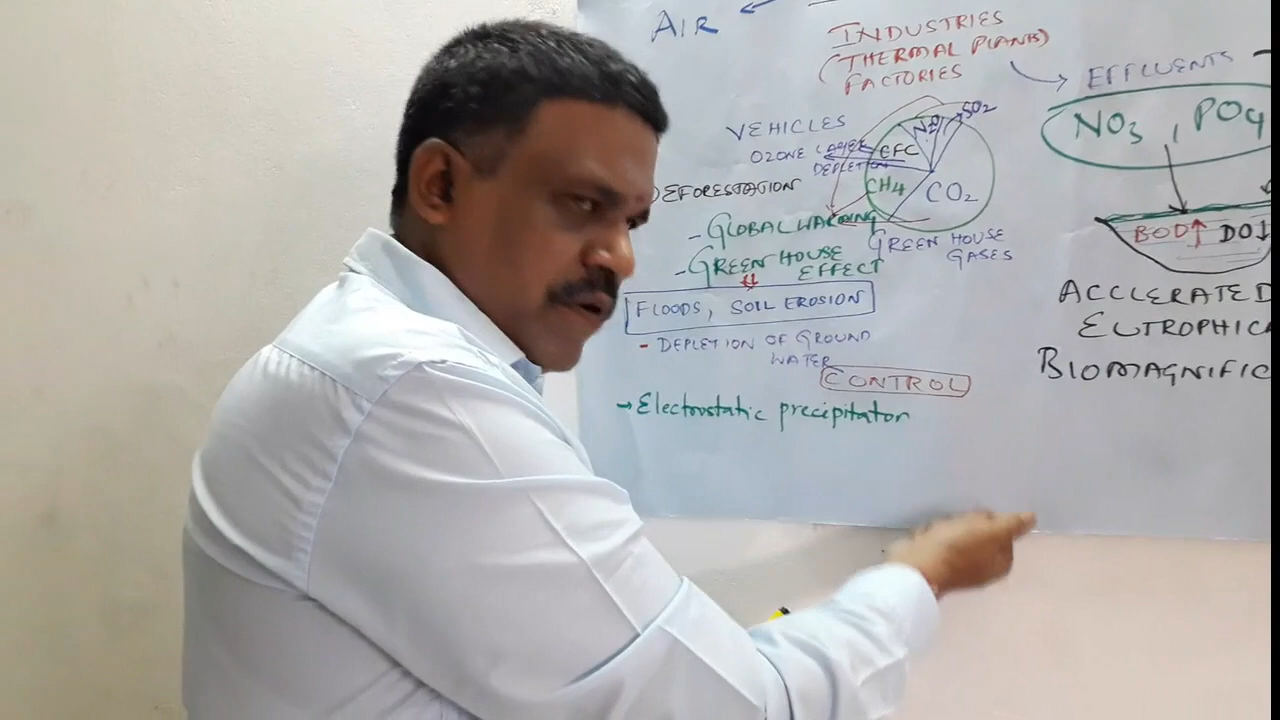 AIR
INDUSTRIES
(THERMAL PLANTS)
FACTORIES
EFFLUENTS
NO3, PO4
VEHICLES
OZONE LAYER
DEPLETION
DEFORESTATION
N2O
SO2
CFC
CH4
CO2
GREEN HOUSE
GASES
- GLOBAL WARMING
- GREEN HOUSE
EFFECT
FLOODS, SOIL EROSION
- DEPLETION OF GROUND
WATER
CONTROL
→ Electrostatic precipitator
BOD↑ DO↓
ACCLERATED
EUTROPHIC
BIOMAGNIFIC